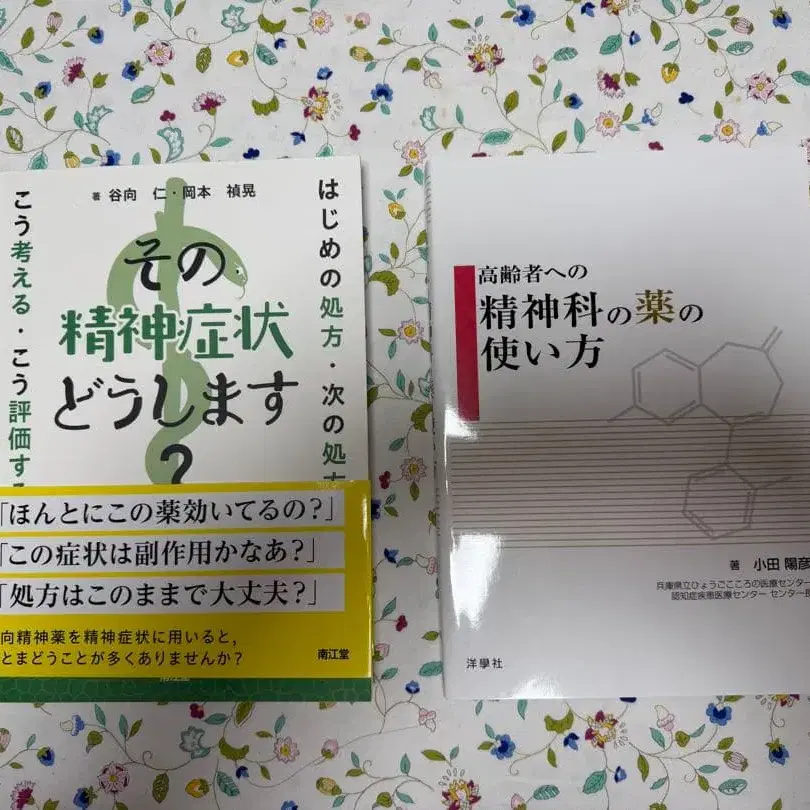 著 谷向 仁・岡本 禎晃
はじめの処方・次の処方
その
精神症状
どうします
?
こう考える・こう評価する
「ほんとにこの薬効いてるの?」
「この症状は副作用かなあ?」
「処方はこのままで大丈夫?」
向精神薬を精神症状に用いると,
とまどうことが多くありませんか?
南江堂
南江堂
高齢者への
精神科の薬の
使い方
著 小田 陽彦
兵庫県立ひょうごこころの医療センター
認知症疾患医療センター センター長
洋學社